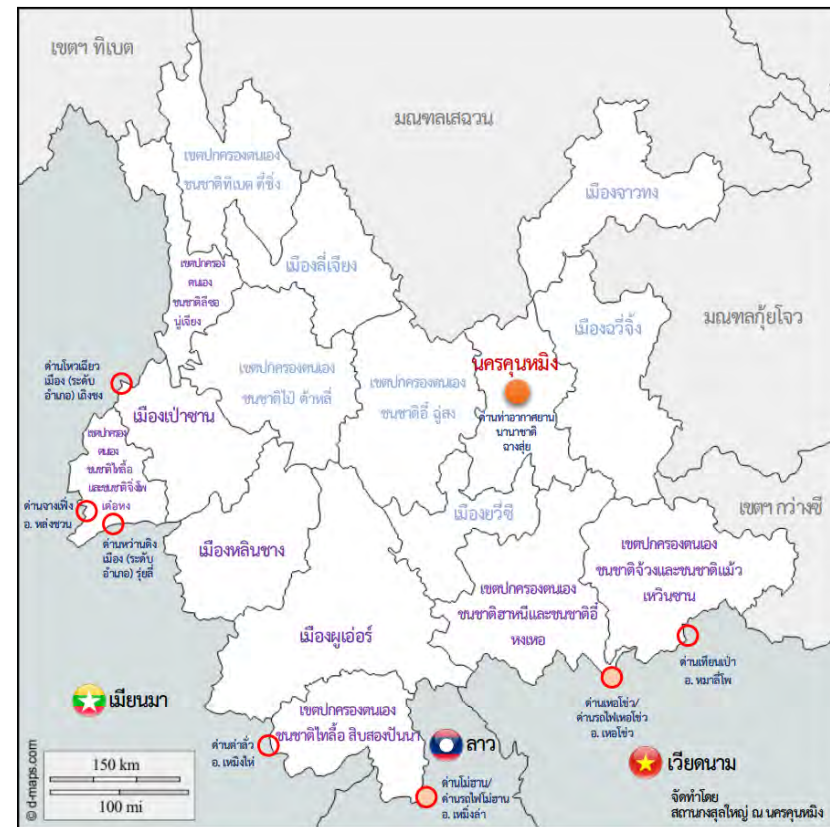 เขตฯ ทิเบต
มณฑลเสฉวน
เขตปกครองตนเอง
ชนชาติทิเบต ตี๋ชิ่ง
เมืองจาวทง
เมืองลี่เจียง
เขตปกครอง
ตนเอง
ชนชาติลีซอ
นู่เจียง
มณฑลกุ้ยโจว
เมืองฉวี่จิ้ง
นครคุนหมิง
ด่านท่าอากาศยาน
นานาชาติ
ฉางสุ่ย
ด่านโหวเฉียว
เมือง (ระดับ
อำเภอ) เถิงชง
เขตปกครองตนเอง
ชนชาติไป๋ ต้าหลี่
เขตปกครองตนเอง
ชนชาติอี๋ ฉู่สง
เมืองเป่าซาน
เขตปกครอง
ตนเอง
ชนชาติไทลื้อ
และชนชาติจิ่งโพ
เต๋อหง
ด่านจางเฟิ่ง
อ. หล่งชวน
ด่านหว่านติง
เมือง (ระดับ
อำเภอ) รุ่ยลี่
เมืองยวี่ซี
เขตฯ กว่างซี
เมืองหลินชาง
เขตปกครองตนเอง
ชนชาติจ้วงและชนชาติแม้ว
เหวินซาน
เขตปกครองตนเอง
ชนชาติฮาหนีและชนชาติอี๋
หงเหอ
เมืองผูเอ่อร์
ด่านเทียนเป่า
อ. หมาลี่โพ
เมียนมา
เขตปกครองตนเอง
ชนชาติไทลื้อ สิบสองปันนา
ด่านเหอโข่ว/
ด่านรถไฟเหอโข่ว
อ. เหอโข่ว
ด่านต่าลั่ว
อ. เหมิงไห่
ลาว
เวียดนาม
150 km
100 mi
ด่านโม่ฮาน/
ด่านรถไฟโม่ฮาน
อ. เหมิ่งล่า
จัดทำโดย
สถานกงสุลใหญ่ ณ นครคุนหมิง
© d-maps.com